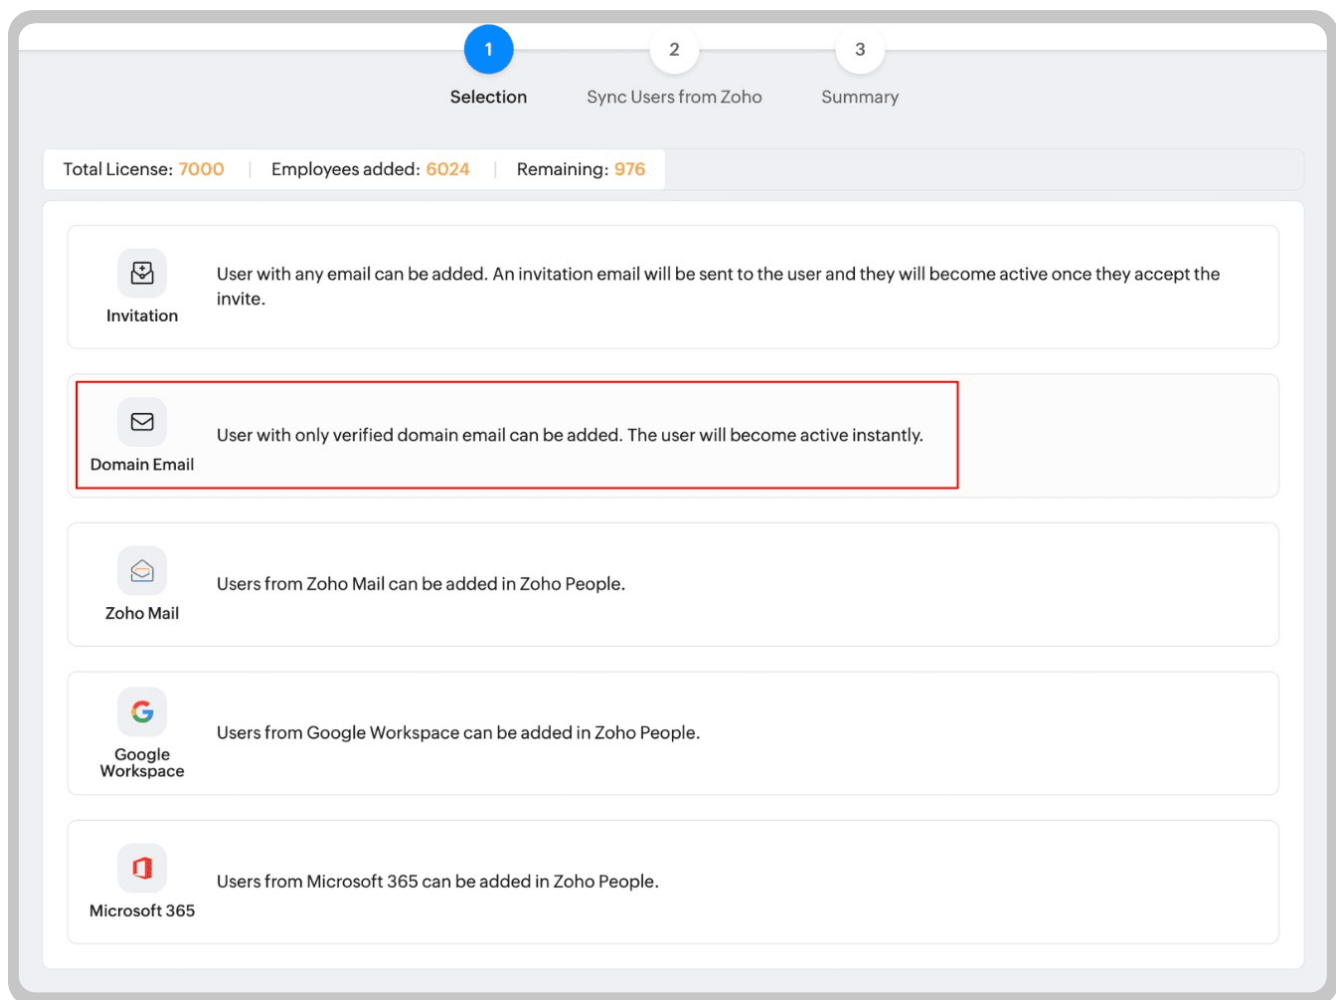 1
2
3
Selection
Sync Users from Zoho
Summary
Total License: 7000
Employees added: 6024
Remaining: 976
Invitation
User with any email can be added. An invitation email will be sent to the user and they will become active once they accept the
invite.
Domain Email
User with only verified domain email can be added. The user will become active instantly.
Zoho Mail
Users from Zoho Mail can be added in Zoho People.
Google
Workspace
Users from Google Workspace can be added in Zoho People.
Microsoft 365
Users from Microsoft 365 can be added in Zoho People.